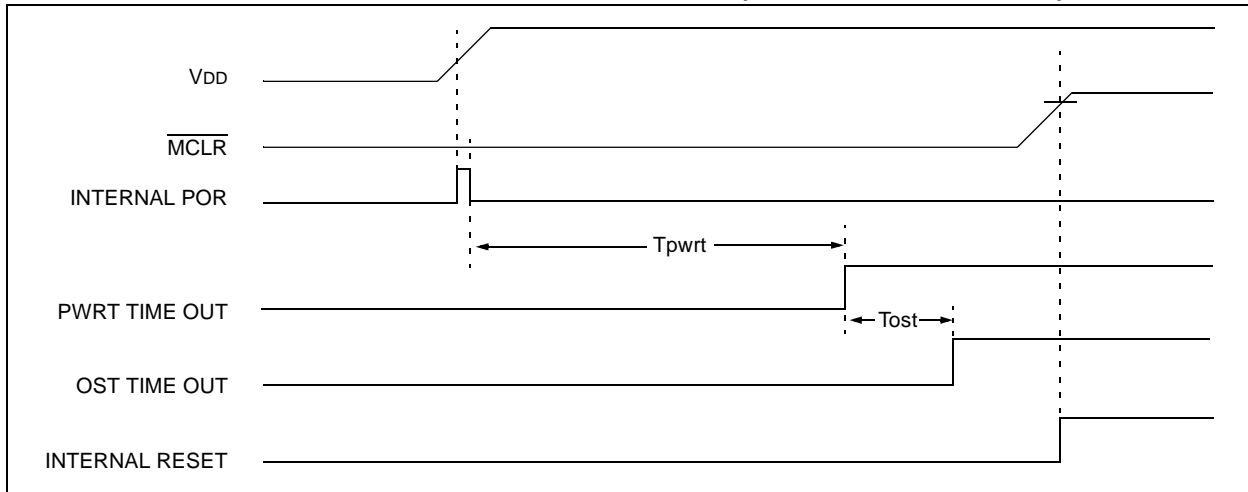 VDD
MCLR
INTERNAL POR
Tpwrt
PWRT TIME OUT
Tost
OST TIME OUT
INTERNAL RESET